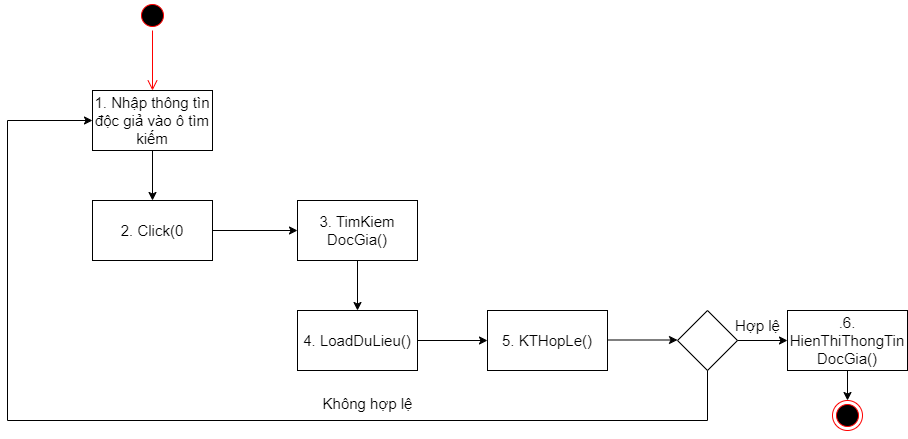 1. Nhập thông tìn
độc giả vào ô tìm
kiếm
2. Click(0
3. TimKiem
DocGia()
4. LoadDuLieu()
5. KTHopLe()
Hợp lệ
.6.
HienThiThongTin
DocGia()
Không hợp lệ